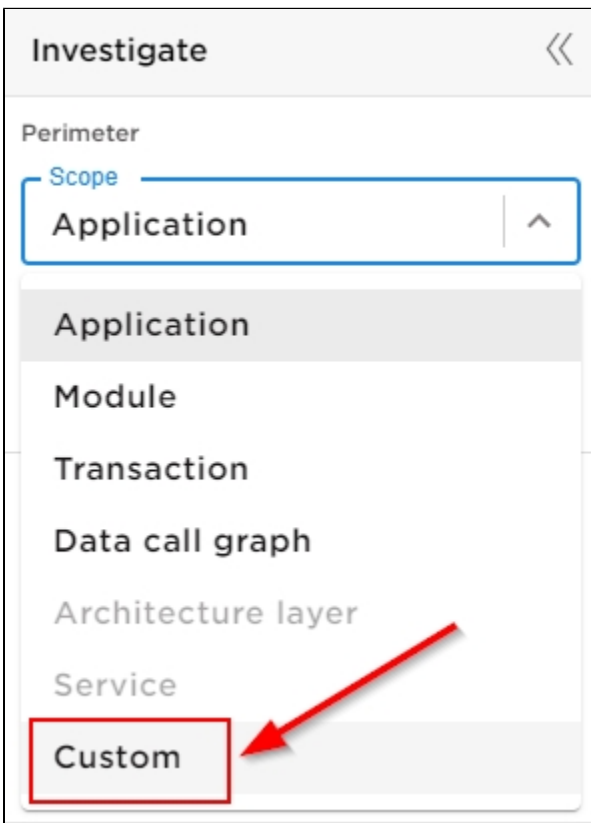 Investigate
Perimeter
Scope
Application
Application
Module
Transaction
Data call graph
Architecture layer
Service
Custom